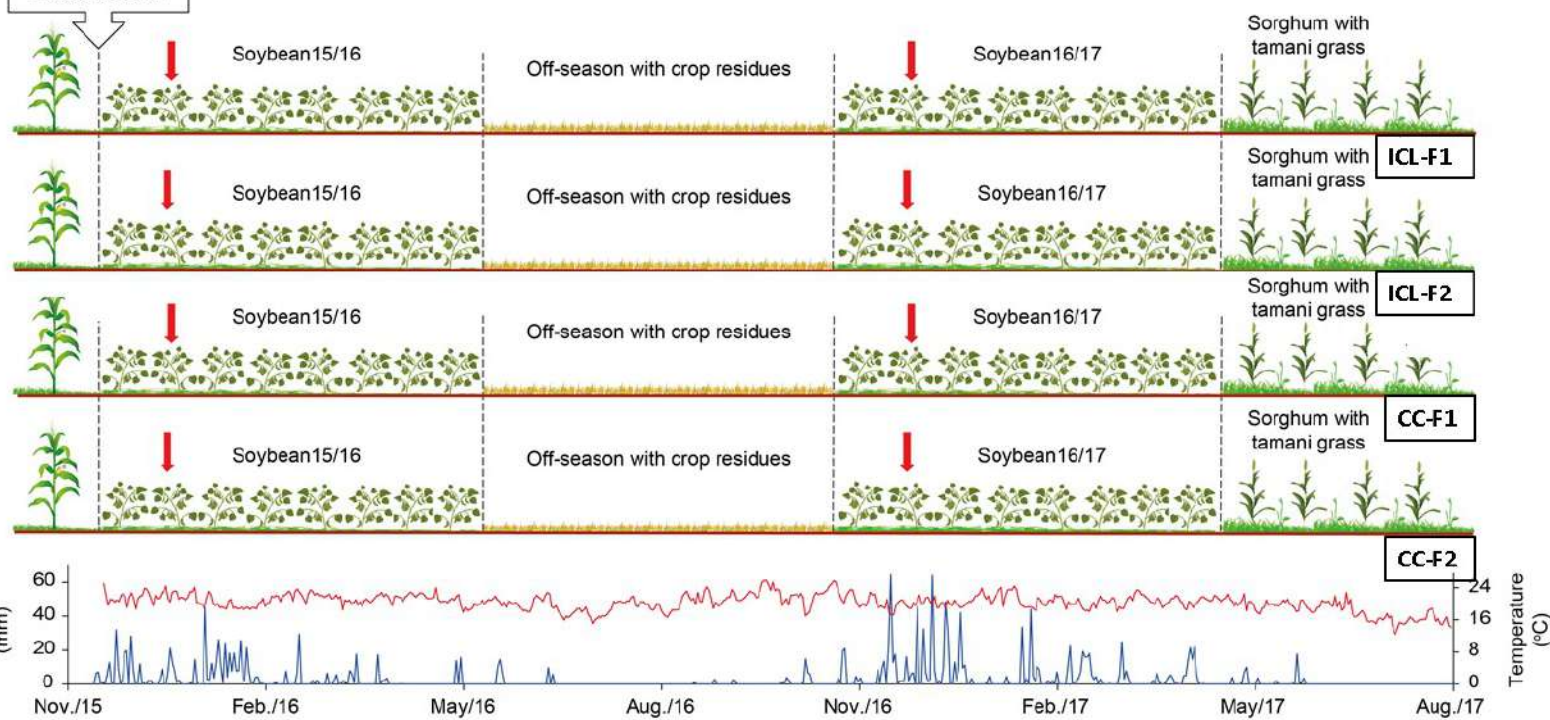 Soybean15/16
Off-season with crop residues
Soybean16/17
Sorghum with
tamani grass
ICL-F1
Soybean15/16
Off-season with crop residues
Soybean16/17
Sorghum with
tamani grass
ICL-F2
Soybean15/16
Off-season with crop residues
Soybean16/17
Sorghum with
tamani grass
CC-F1
Soybean15/16
Off-season with crop residues
Soybean16/17
Sorghum with
tamani grass
CC-F2
60
40
20
0
(mm)
24
16
8
0
Temperature
(°C)
Nov./15 Feb./16 May/16 Aug./16 Nov./16 Feb./17 May/17 Aug./17